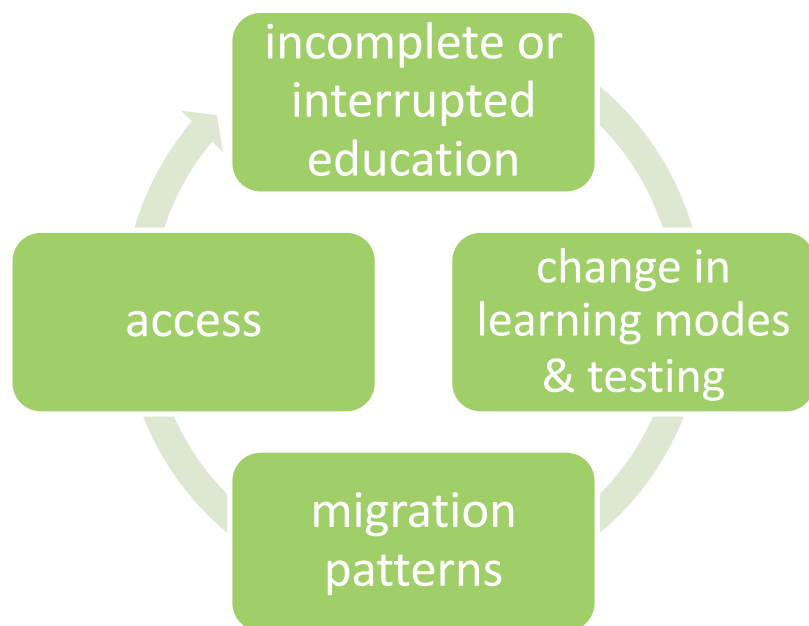 incomplete or
interrupted
education
change in
learning modes
& testing
migration
patterns
access